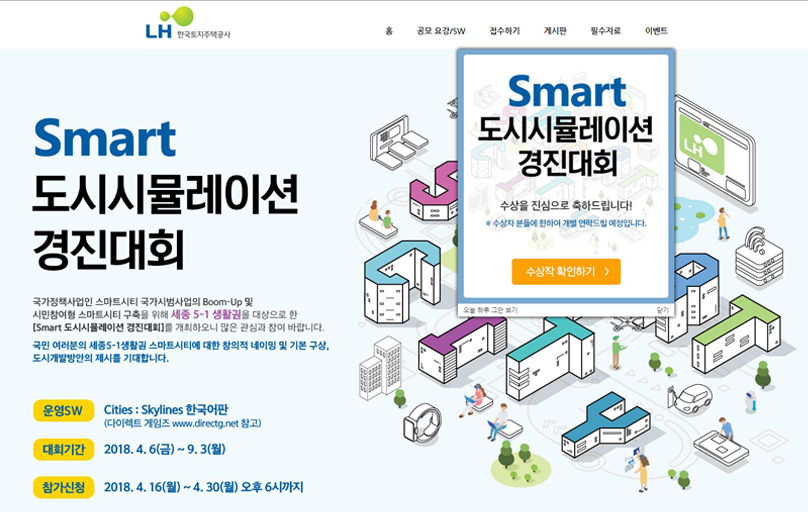 LH 한국토지주택공사
홈 공모 요강/SW 접수하기 게시판 필수자료 이벤트
Smart
도시시뮬레이션
경진대회
국가정책사업인 스마트시티 국가시범사업의 Boom-Up 및
시민참여형 스마트시티 구축을 위해 세종 5-1 생활권을 대상으로 한
[Smart 도시시뮬레이션 경진대회]를 개최하오니 많은 관심과 참여 바랍니다.
국민 여러분의 세종5-1생활권 스마트시티에 대한 창의적 네이밍 및 기본 구상,
도시개발방안의 제시를 기대합니다.
운영SW Cities : Skylines 한국어판
(다이렉트 게임즈 www.directg.net 참고)
대회기간 2018. 4. 6(금) ~ 9. 3(월)
참가신청 2018. 4. 16(월) ~ 4. 30(월) 오후 6시까지
Smart
도시시뮬레이션
경진대회
수상을 진심으로 축하드립니다!
※ 수상자 분들에 한하여 개별 연락드릴 예정입니다.
수상작 확인하기 >
오늘 하루 그만 보기 닫기
LH
SMART
CITY